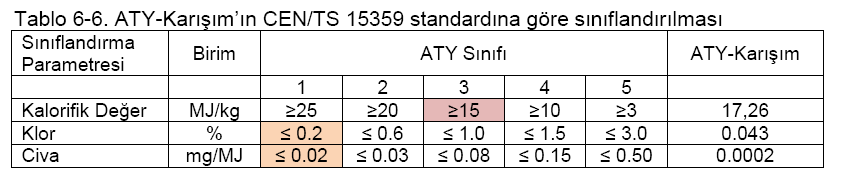 Tablo 6-6. ATY-Karışım’ın CEN/TS 15359 standardına göre sınıflandırılması
Sınıflandırma Parametresi Birim ATY Sınıfı ATY-Karışım
1 2 3 4 5
Kalorifik Değer MJ/kg ≥25 ≥20 ≥15 ≥10 ≥3 17,26
Klor % ≤ 0.2 ≤ 0.6 ≤ 1.0 ≤ 1.5 ≤ 3.0 0.043
Civa mg/MJ ≤ 0.02 ≤ 0.03 ≤ 0.08 ≤ 0.15 ≤ 0.50 0.0002